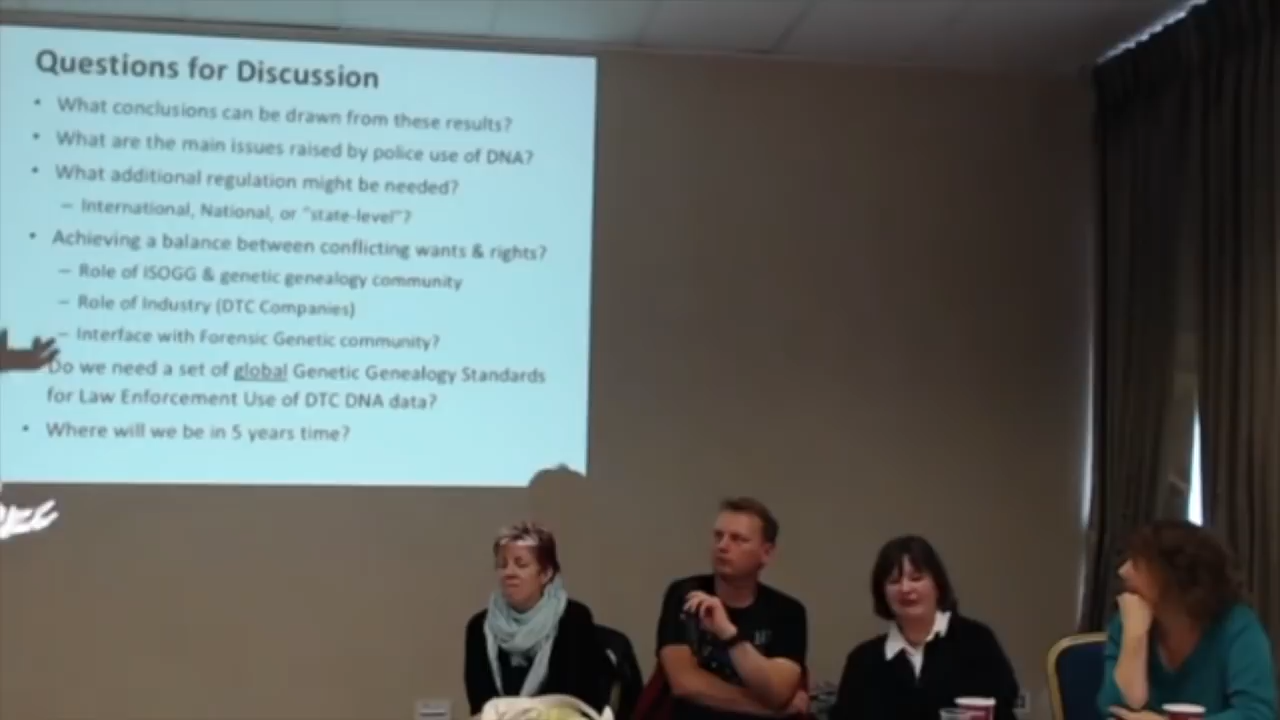 Questions for Discussion
• What conclusions can be drawn from these results?
• What are the main issues raised by police use of DNA?
• What additional regulation might be needed?
– International, National, or "state-level"?
• Achieving a balance between conflicting wants & rights?
– Role of ISOGG & genetic genealogy community
– Role of Industry (DTC Companies)
– Interface with Forensic Genetic community?
Do we need a set of global Genetic Genealogy Standards
for Law Enforcement Use of DTC DNA data?
• Where will we be in 5 years time?